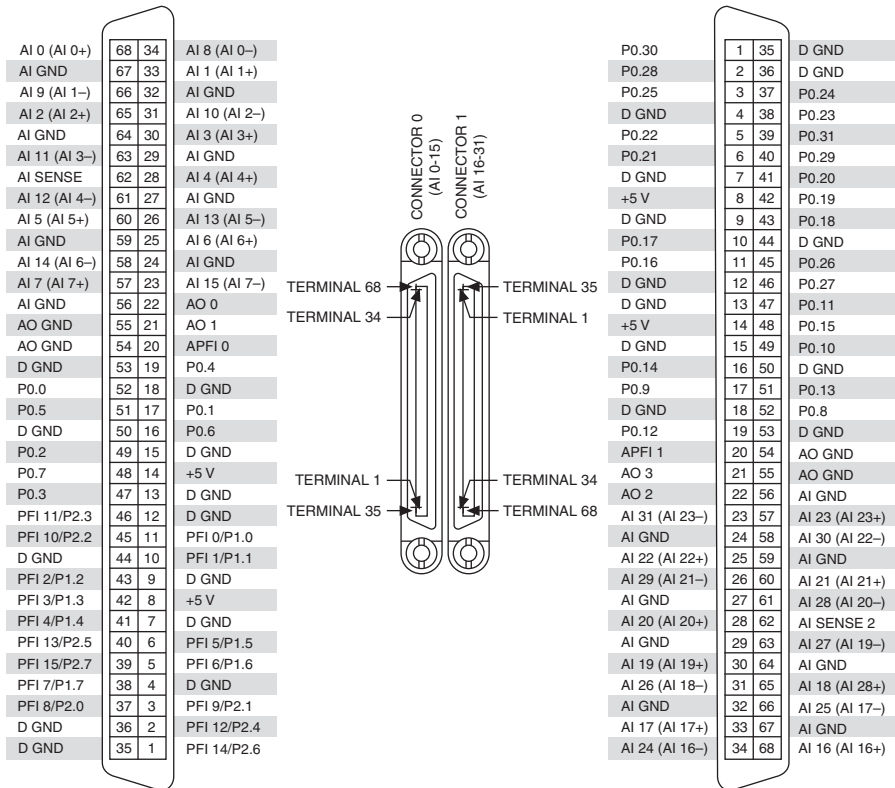 AI 0 (AI 0+) 68 34 AI 8 (AI 0–)
AI GND 67 33 AI 1 (AI 1+)
AI 9 (AI 1–) 66 32 AI GND
AI 2 (AI 2+) 65 31 AI 10 (AI 2–)
AI GND 64 30 AI 3 (AI 3+)
AI 11 (AI 3–) 63 29 AI GND
AI SENSE 62 28 AI 4 (AI 4+)
AI 12 (AI 4–) 61 27 AI GND
AI 5 (AI 5+) 60 26 AI 13 (AI 5–)
AI GND 59 25 AI 6 (AI 6+)
AI 14 (AI 6–) 58 24 AI GND
AI 7 (AI 7+) 57 23 AI 15 (AI 7–)
AI GND 56 22 AO 0
AO GND 55 21 AO 1
AO GND 54 20 APFI 0
D GND 53 19 P0.4
P0.0 52 18 D GND
P0.5 51 17 P0.1
D GND 50 16 P0.6
P0.2 49 15 D GND
P0.7 48 14 +5 V
P0.3 47 13 D GND
PFI 11/P2.3 46 12 D GND
PFI 10/P2.2 45 11 PFI 0/P1.0
D GND 44 10 PFI 1/P1.1
PFI 2/P1.2 43 9 D GND
PFI 3/P1.3 42 8 +5 V
PFI 4/P1.4 41 7 D GND
PFI 13/P2.5 40 6 PFI 5/P1.5
PFI 15/P2.7 39 5 PFI 6/P1.6
PFI 7/P1.7 38 4 D GND
PFI 8/P2.0 37 3 PFI 9/P2.1
D GND 36 2 PFI 12/P2.4
D GND 35 1 PFI 14/P2.6
CONNECTOR 0
(AI 0-15)
CONNECTOR 1
(AI 16-31)
TERMINAL 68
TERMINAL 34
TERMINAL 35
TERMINAL 1
TERMINAL 1
TERMINAL 35
TERMINAL 34
TERMINAL 68
P0.30 1 35 D GND
P0.28 2 36 D GND
P0.25 3 37 P0.24
D GND 4 38 P0.23
P0.22 5 39 P0.31
P0.21 6 40 P0.29
D GND 7 41 P0.20
+5 V 8 42 P0.19
D GND 9 43 P0.18
P0.17 10 44 D GND
P0.16 11 45 P0.26
D GND 12 46 P0.27
D GND 13 47 P0.11
+5 V 14 48 P0.15
D GND 15 49 P0.10
P0.14 16 50 D GND
P0.9 17 51 P0.13
D GND 18 52 P0.8
P0.12 19 53 D GND
APFI 1 20 54 AO GND
AO 3 21 55 AO GND
AO 2 22 56 AI GND
AI 31 (AI 23–) 23 57 AI 23 (AI 23+)
AI GND 24 58 AI 30 (AI 22–)
AI 22 (AI 22+) 25 59 AI GND
AI 29 (AI 21–) 26 60 AI 21 (AI 21+)
AI GND 27 61 AI 28 (AI 20–)
AI 20 (AI 20+) 28 62 AI SENSE 2
AI GND 29 63 AI 27 (AI 19–)
AI 19 (AI 19+) 30 64 AI GND
AI 26 (AI 18–) 31 65 AI 18 (AI 28+)
AI GND 32 66 AI 25 (AI 17–)
AI 17 (AI 17+) 33 67 AI GND
AI 24 (AI 16–) 34 68 AI 16 (AI 16+)